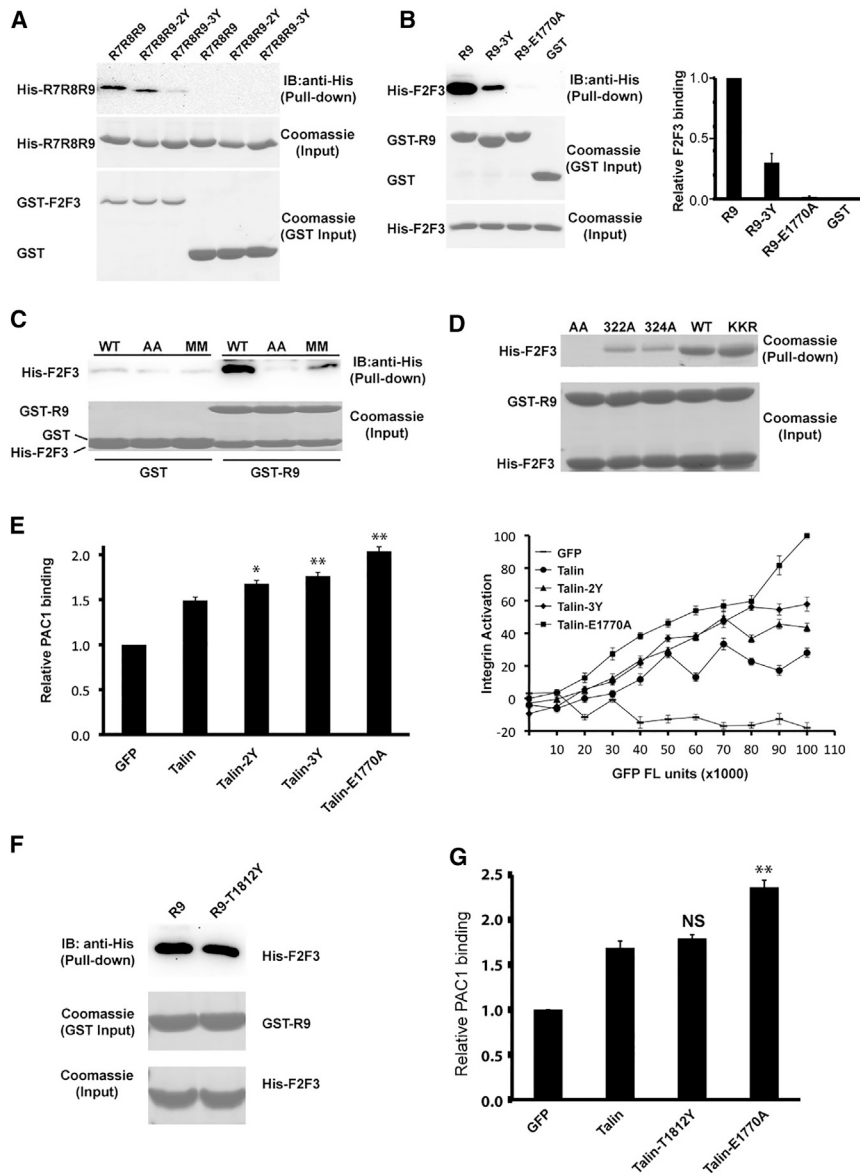 A
R7R8R9
R7R8R9-2Y
R7R8R9-3Y
R7R8R9
R7R8R9-2Y
R7R8R9-3Y
His-R7R8R9
IB:anti-His
(Pull-down)
His-R7R8R9
Coomassie
(Input)
GST-F2F3
Coomassie
(GST Input)
GST
B
R9
R9-3Y
R9-E1770A
GST
His-F2F3
IB:anti-His
(Pull-down)
GST-R9
Coomassie
(GST Input)
GST
His-F2F3
Coomassie
(Input)
Relative F2F3 binding
1.0
0.5
0.0
R9
R9-3Y
R9-E1770A
GST
C
WT AA MM WT AA MM
His-F2F3
IB:anti-His
(Pull-down)
GST-R9
GST
His-F2F3
Coomassie
(Input)
GST GST-R9
D
AA 322A 324A WT KKR
His-F2F3
Coomassie
(Pull-down)
GST-R9
Coomassie
(Input)
His-F2F3
E
Relative PAC1 binding
2.0
1.5
1.0
0.5
0.0
*
**
**
GFP
Talin
Talin-2Y
Talin-3Y
Talin-E1770A
Integrin Activation
100
80
60
40
20
0
-20
GFP
Talin
Talin-2Y
Talin-3Y
Talin-E1770A
10 20 30 40 50 60 70 80 90 100 110
GFP FL units (x1000)
F
R9
R9-T1812Y
IB: anti-His
(Pull-down)
His-F2F3
Coomassie
(GST Input)
GST-R9
Coomassie
(Input)
His-F2F3
G
Relative PAC1 binding
2.5
2.0
1.5
1.0
0.5
0.0
NS
**
GFP
Talin
Talin-T1812Y
Talin-E1770A